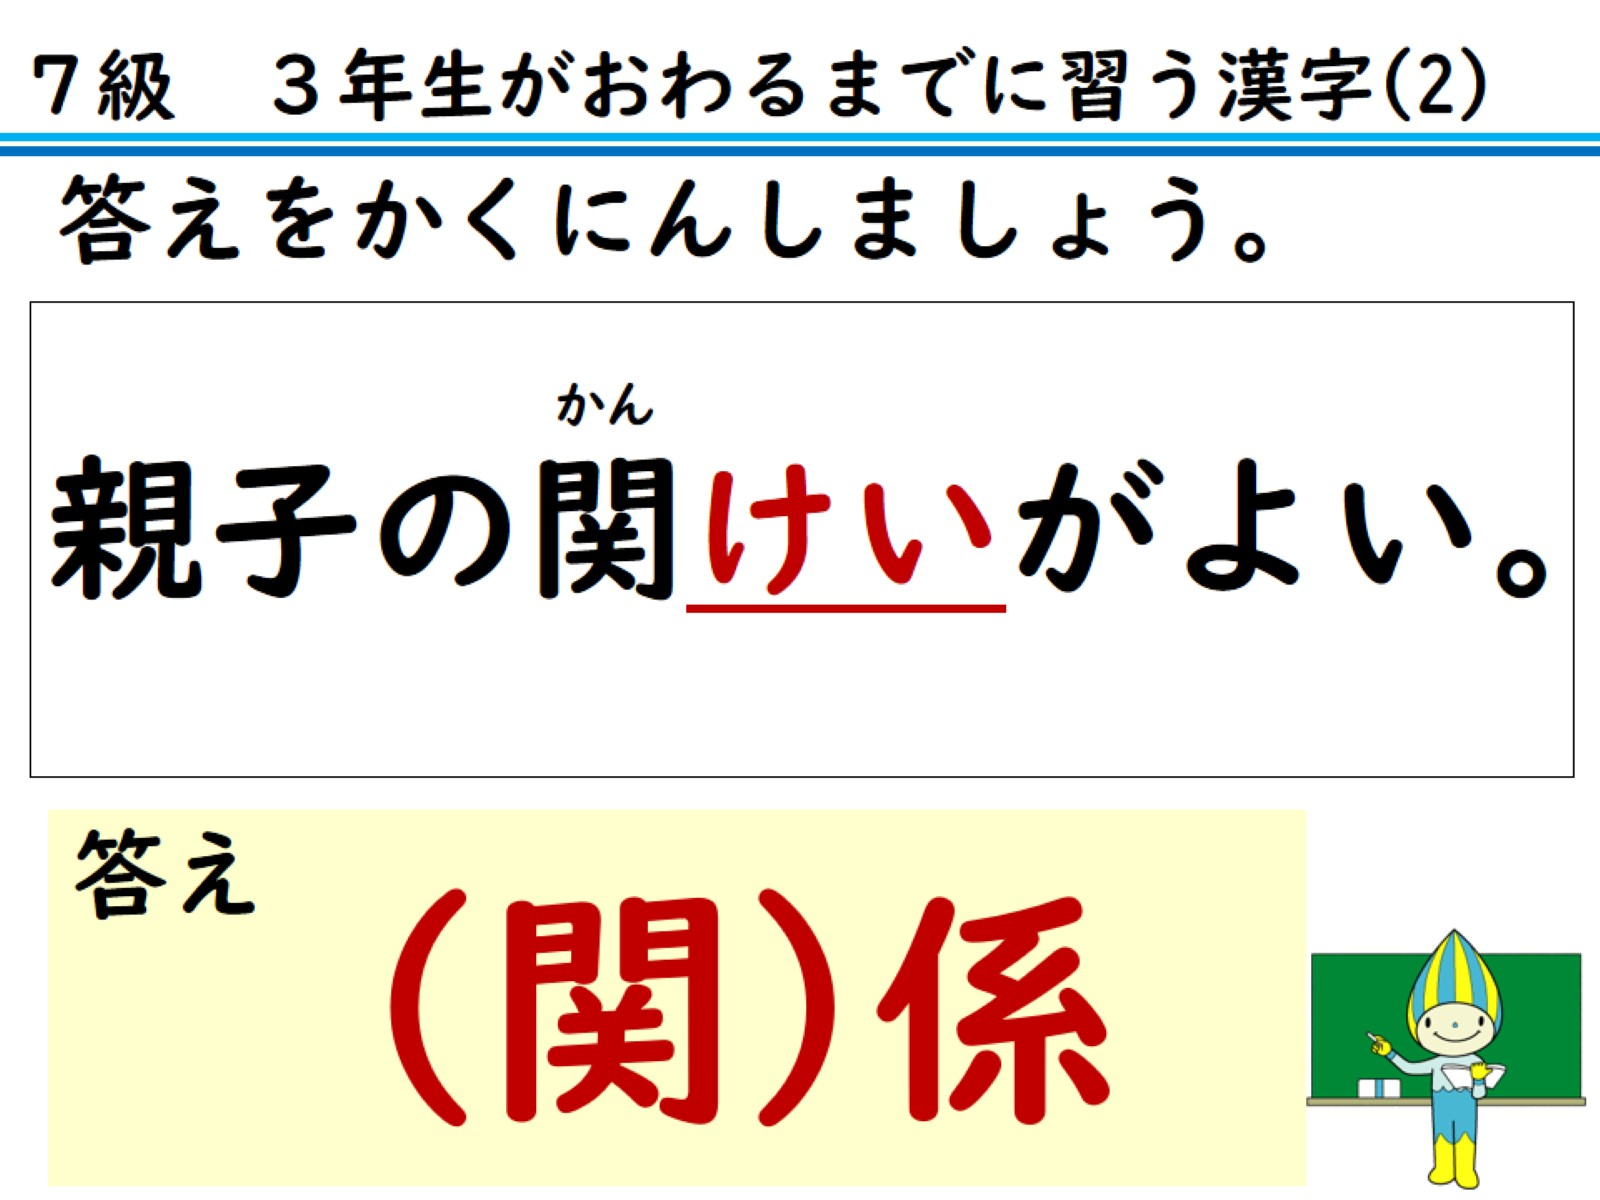 ７級　３年生がおわるまでに習う漢字(2)
答えをかくにんしましょう。
かん
親子の関けいがよい。
答え
(関)係